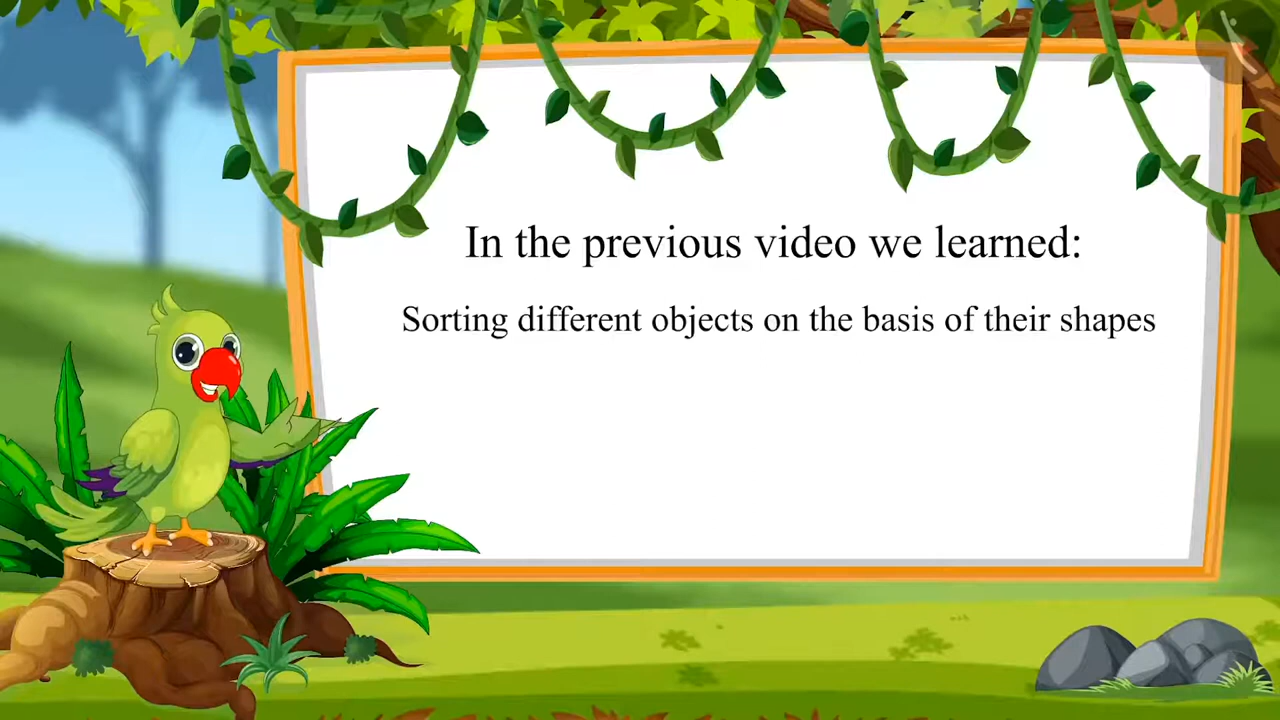 In the previous video we learned:
Sorting different objects on the basis of their shapes